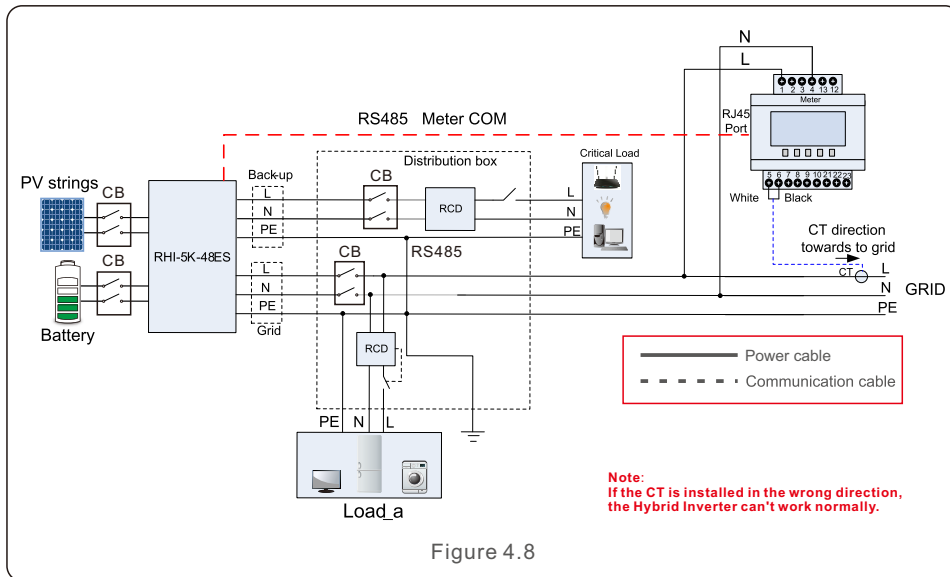 N
L
1 2 3 4 13 12
Meter
RJ45
Port
RS485 Meter COM
5 6 7 8 9 10 21 22 23
White
Black
CT direction
towards to grid
CT
L
N
GRID
PE
Distribution box
Critical Load
Back-up
L
N
PE
CB
RCD
L
N
PE
PV strings
CB
RHI-5K-48ES
CB
Battery
RS485
L
N
PE
Grid
CB
RCD
PE N L
Load_a
Power cable
Communication cable
Note:
If the CT is installed in the wrong direction,
the Hybrid Inverter can't work normally.
Figure 4.8